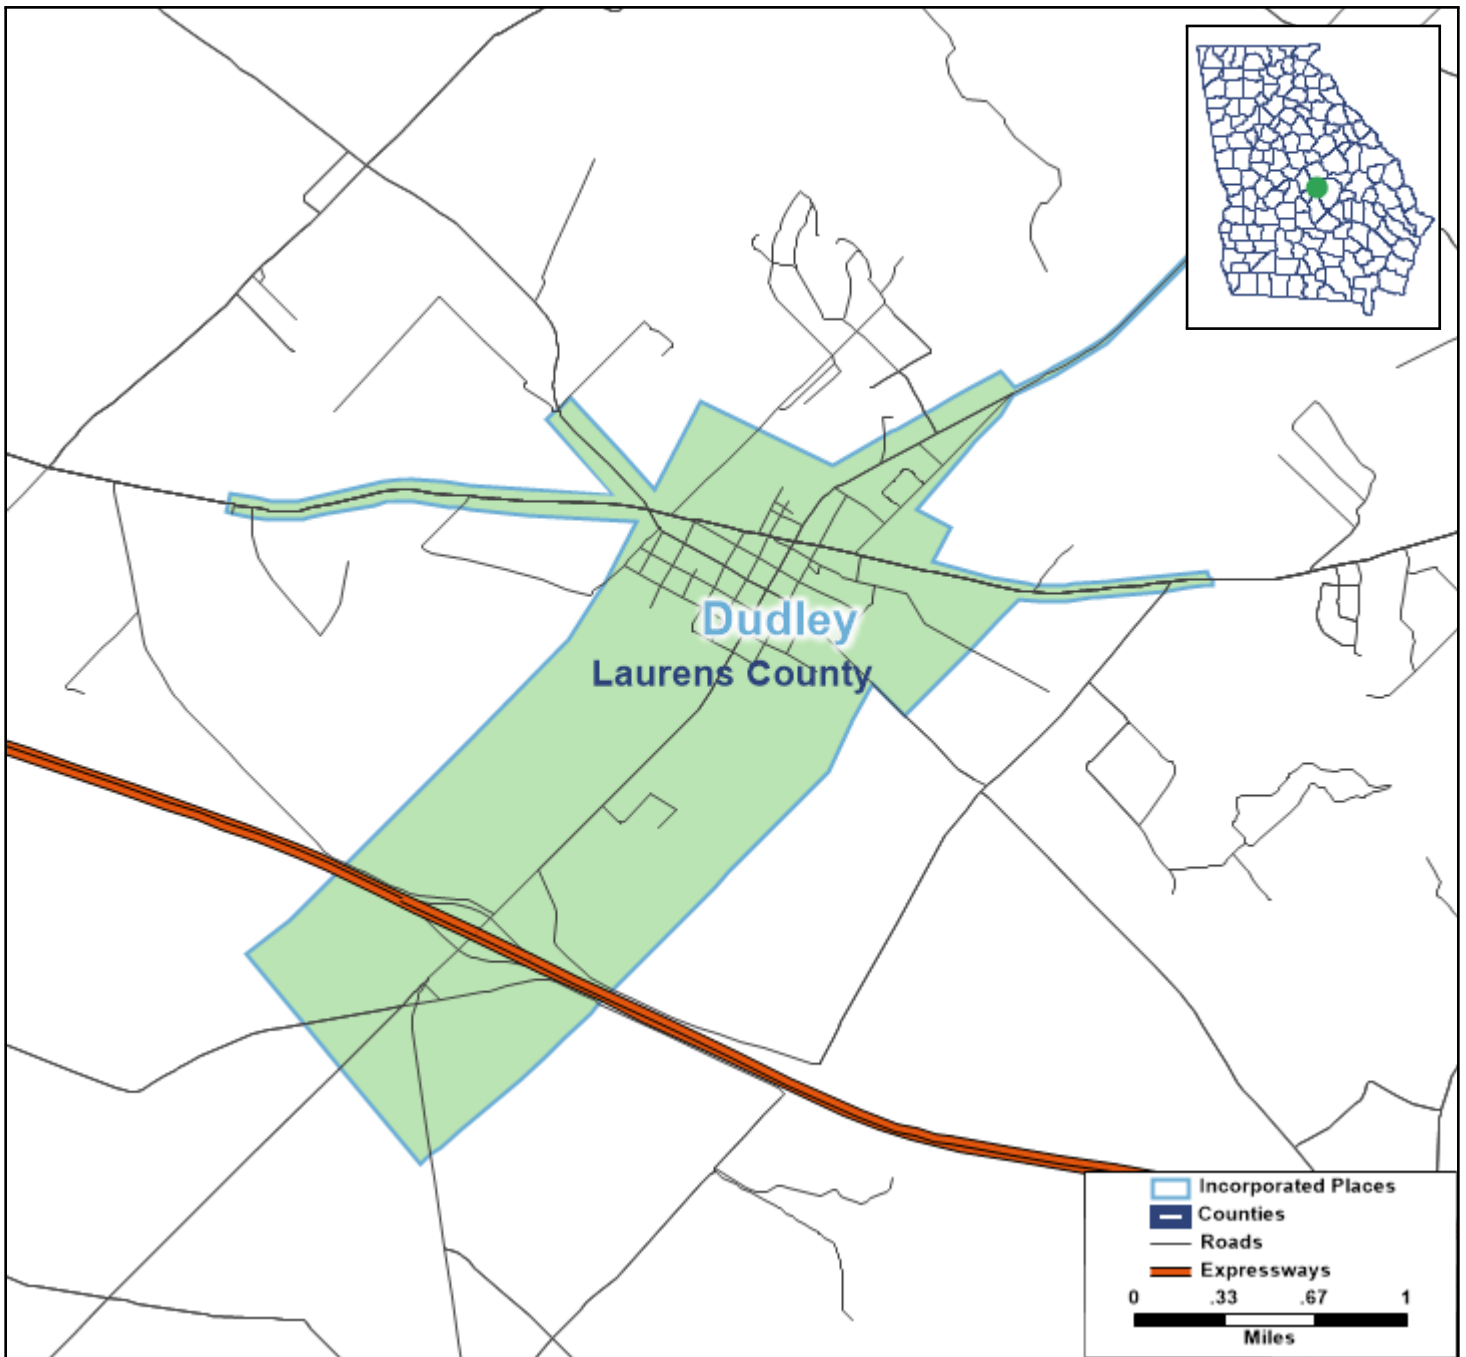 Dudley
Laurens County
Incorporated Places
Counties
Roads
Expressways
0 .33 .67 1
Miles